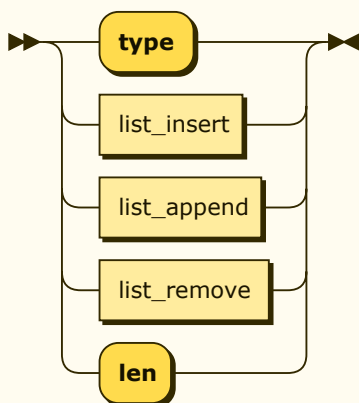 type
list_insert
list_append
list_remove
len